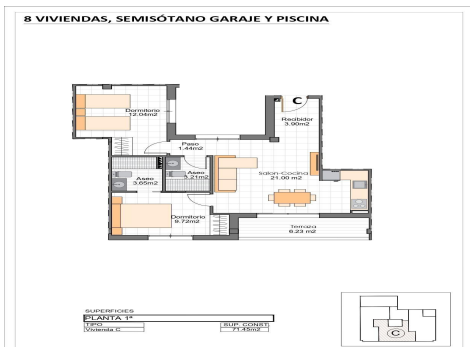 8 VIVIENDAS, SEMISÓTANO GARAJE Y PISCINA
Dormitorio
12.04m2
C
Recibidor
3.90m2
Paso
1.44m2
Aseo
3.21m2
Salon-Cocina
21.00 m2
Aseo
3.65m2
Dormitorio
9.72m2
Terraza
6.23 m2
SUPERFICIES
PLANTA 1ª
TIPO SUP. CONST.
Vivienda C 71.45m2
C